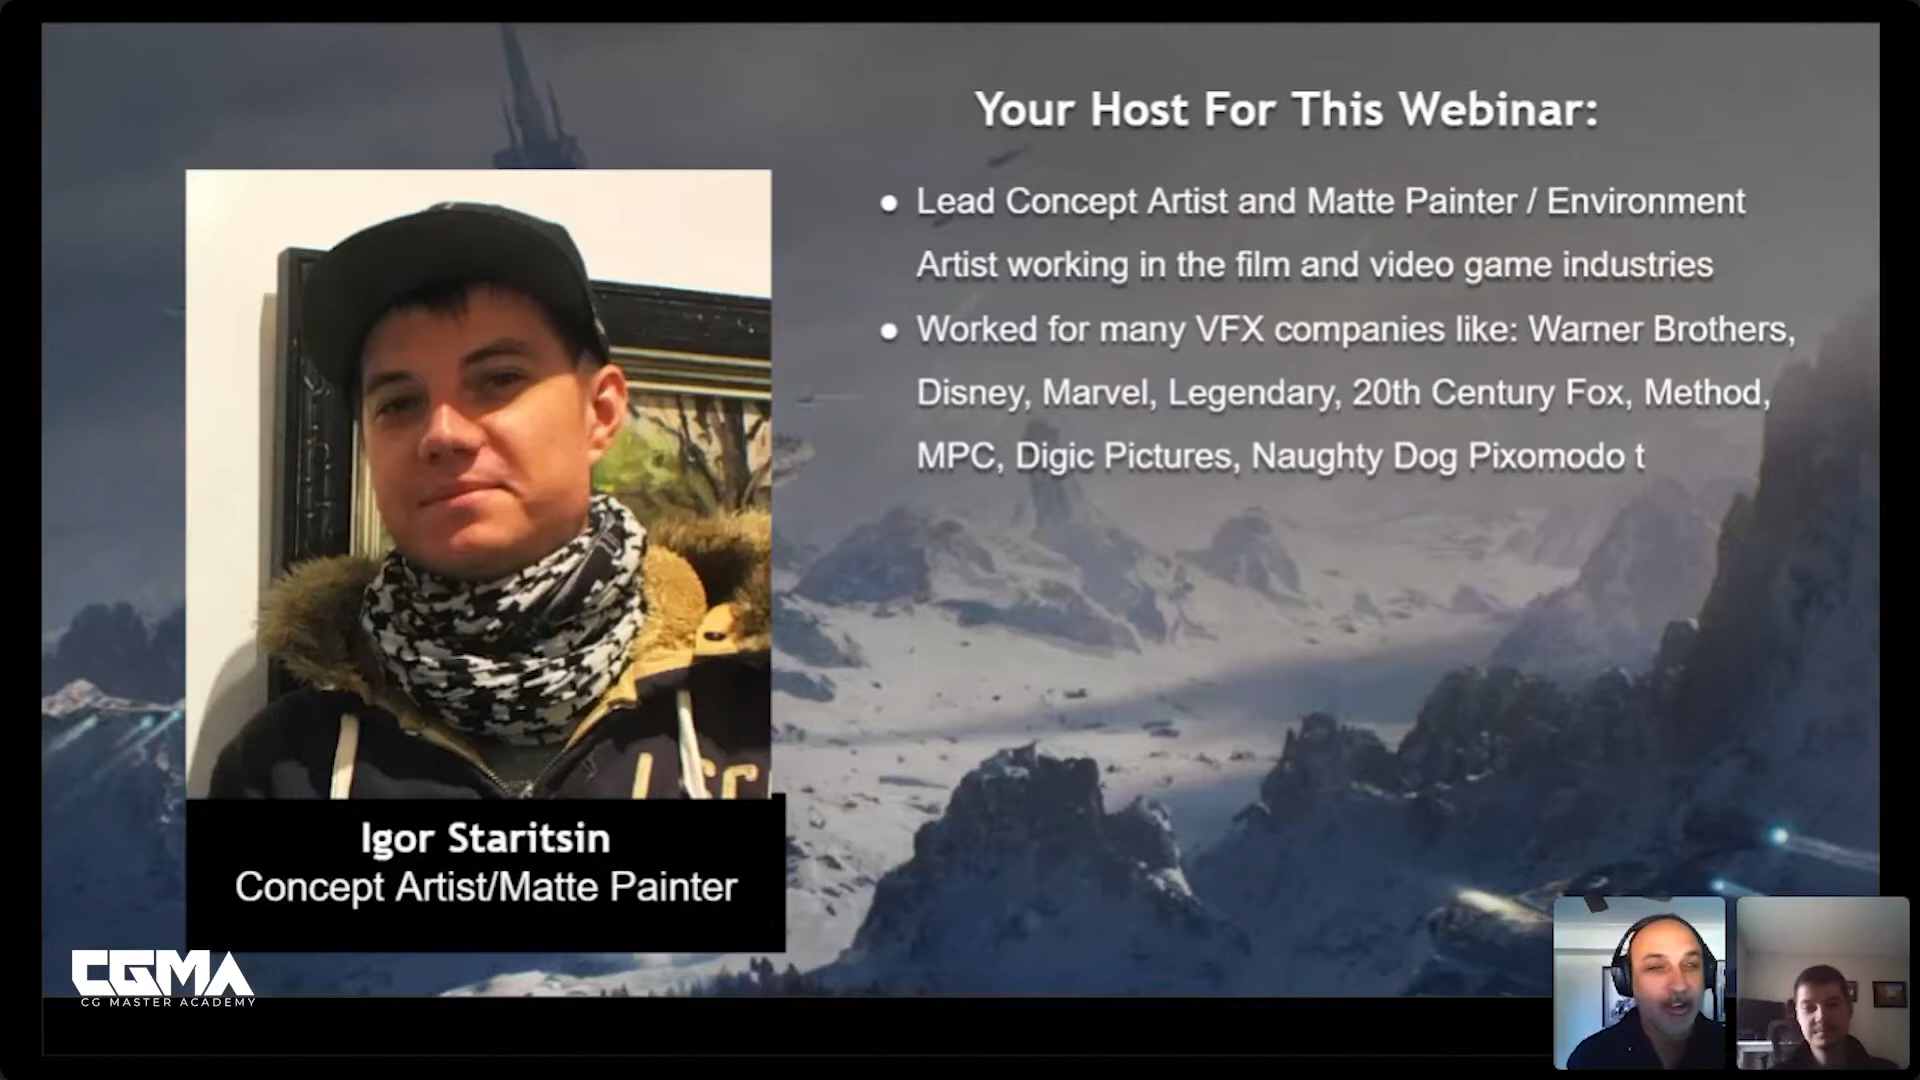 Your Host For This Webinar:
● Lead Concept Artist and Matte Painter / Environment
Artist working in the film and video game industries
● Worked for many VFX companies like: Warner Brothers,
Disney, Marvel, Legendary, 20th Century Fox, Method,
MPC, Digic Pictures, Naughty Dog Pixomodo t
Igor Staritsin
Concept Artist/Matte Painter
CGMA
CG MASTER ACADEMY